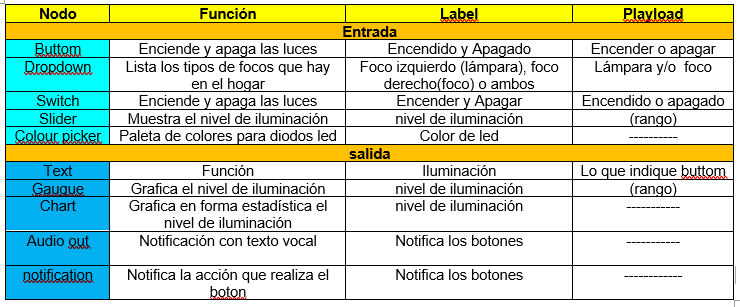 Nodo Función Label Playload
Entrada
Buttom Enciende y apaga las luces Encendido y Apagado Encender o apagar
Dropdown Lista los tipos de focos que hay Foco izquierdo (lámpara), foco Lámpara y/o foco
en el hogar derecho(foco) o ambos
Switch Enciende y apaga las luces Encender y Apagar Encendido o apagado
Slider Muestra el nivel de iluminación nivel de iluminación (rango)
Colour picker Paleta de colores para diodos led Color de led ----------
salida
Text Función Iluminación Lo que indique buttom
Gauque Grafica el nivel de iluminación nivel de iluminación (rango)
Chart Grafica en forma estadística el nivel de iluminación -----------
nivel de iluminación
Audio out Notificación con texto vocal Notifica los botones -----------
notification Notifica la acción que realiza el Notifica los botones ------------
boton